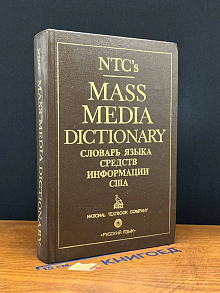 NTC's
MASS
MEDIA
DICTIONARY
СЛОВАРЬ ЯЗЫКА
СРЕДСТВ
ИНФОРМАЦИИ
США
NATIONAL TEXTBOOK COMPANY
«РУССКИЙ ЯЗЫК»
MASS MEDIA DICTIONARY